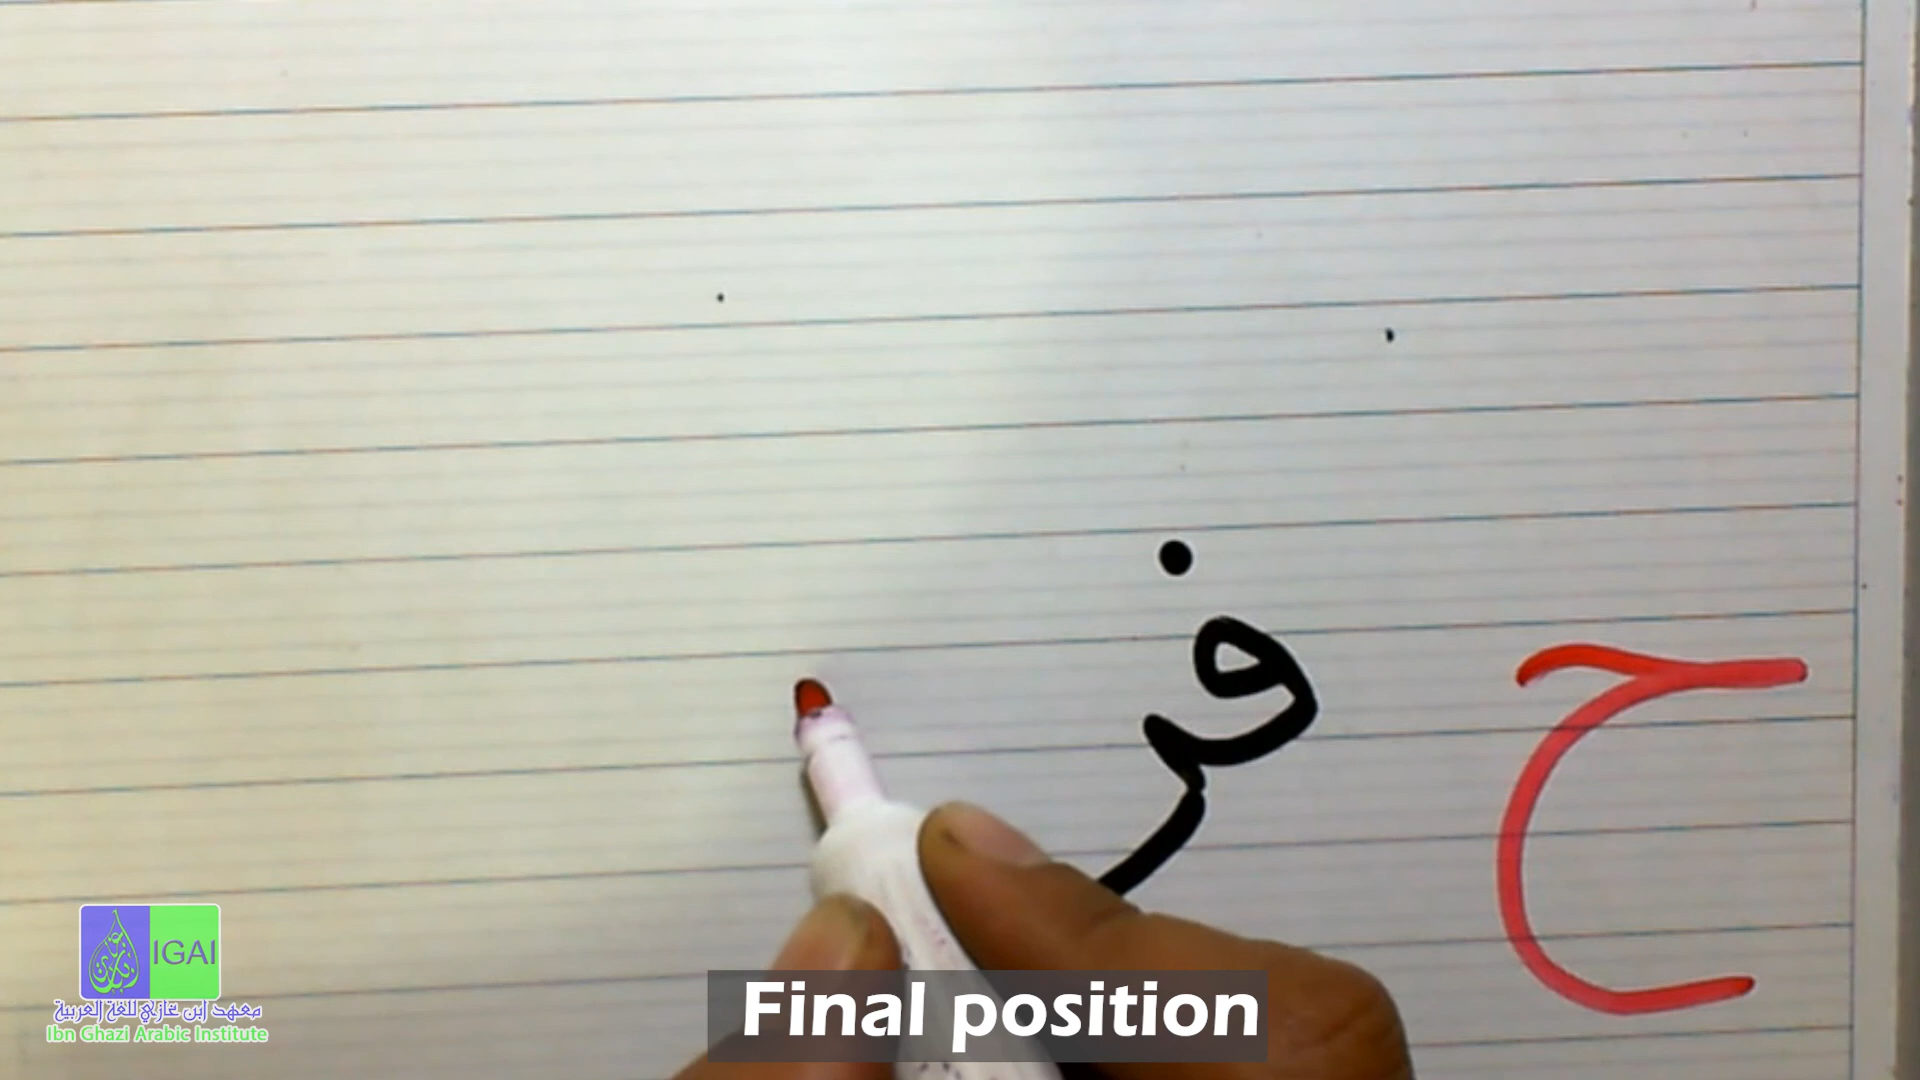 فر ح
IGAI
معهد ابن غازي للغة العربية
Ibn Ghazi Arabic Institute
Final position